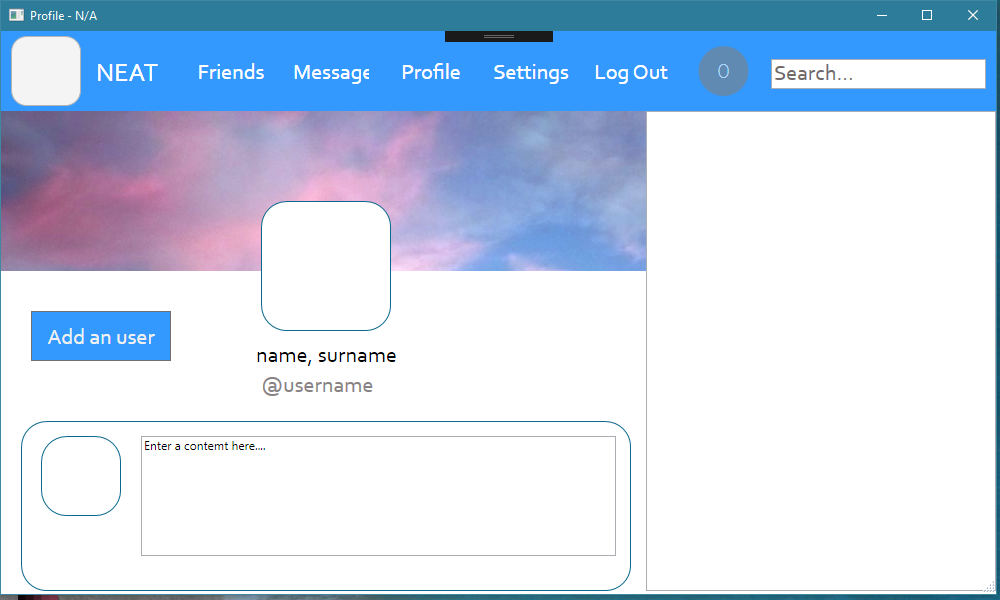 Profile - N/A
NEAT Friends Message Profile Settings Log Out 0 Search...
Add an user
name, surname
@username
Enter a contemt here....